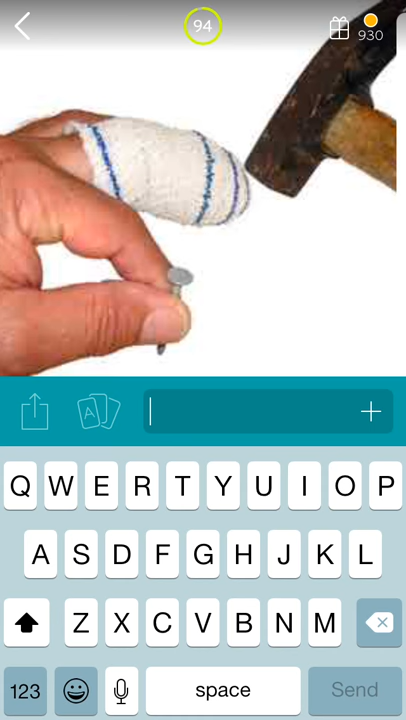 94
930
A
Q W E R T Y U I O P
A S D F G H J K L
Z X C V B N M
123 space Send